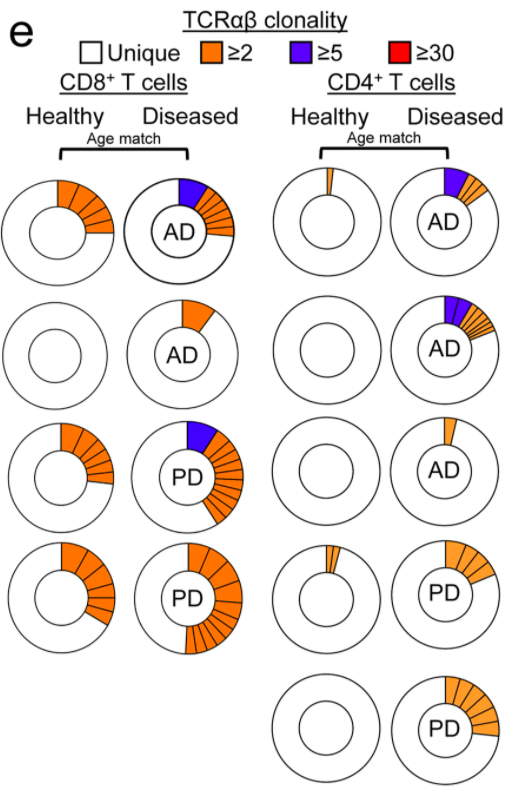 e
TCRαβ clonality
Unique ≥2 ≥5 ≥30
CD8+ T cells CD4+ T cells
Healthy Diseased Healthy Diseased
Age match Age match
AD AD
AD AD
PD AD
PD PD
PD